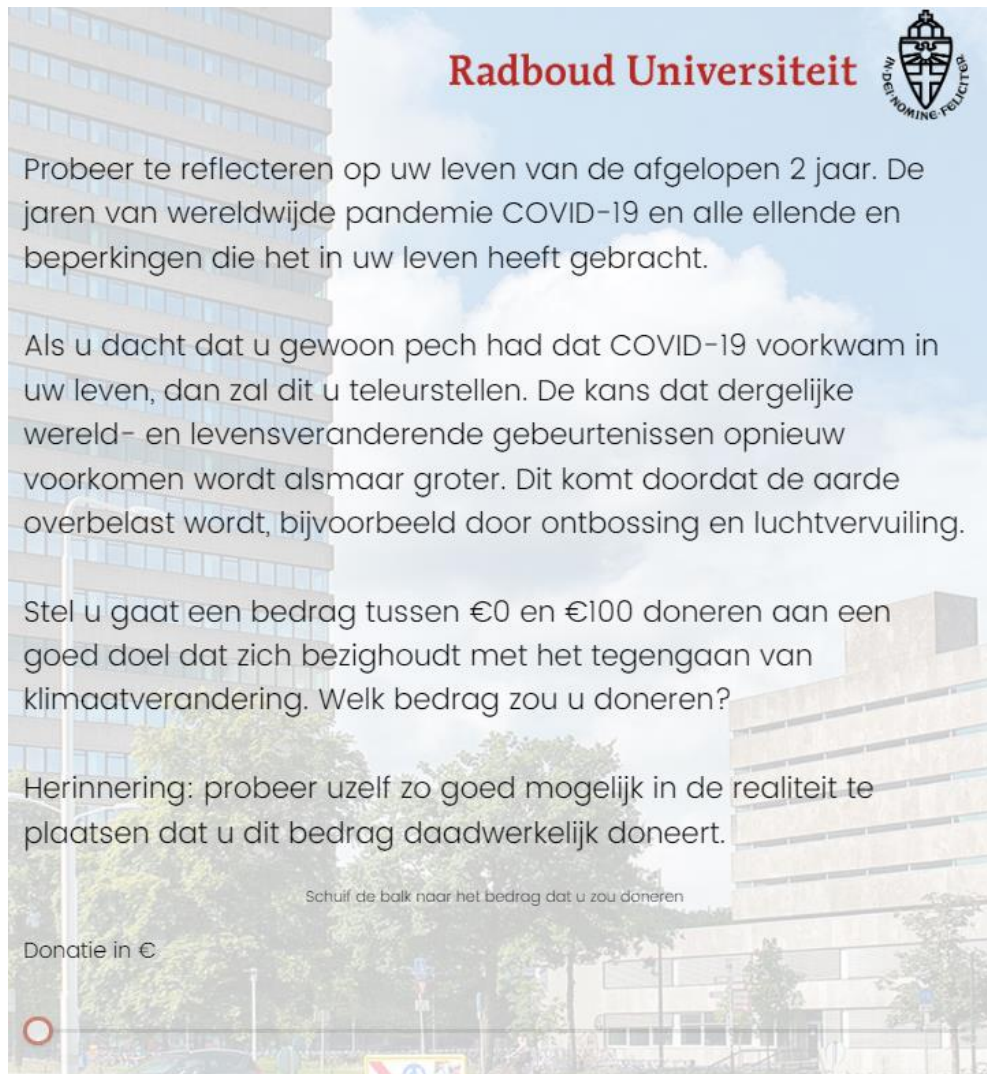 Radboud Universiteit
IN·DEI·NOMINE·FELICITER
Probeer te reflecteren op uw leven van de afgelopen 2 jaar. De
jaren van wereldwijde pandemie COVID-19 en alle ellende en
beperkingen die het in uw leven heeft gebracht.
Als u dacht dat u gewoon pech had dat COVID-19 voorkwam in
uw leven, dan zal dit u teleurstellen. De kans dat dergelijke
wereld- en levensveranderende gebeurtenissen opnieuw
voorkomen wordt alsmaar groter. Dit komt doordat de aarde
overbelast wordt, bijvoorbeeld door ontbossing en luchtvervuiling.
Stel u gaat een bedrag tussen €0 en €100 doneren aan een
goed doel dat zich bezighoudt met het tegengaan van
klimaatverandering. Welk bedrag zou u doneren?
Herinnering: probeer uzelf zo goed mogelijk in de realiteit te
plaatsen dat u dit bedrag daadwerkelijk doneert.
Schuif de balk naar het bedrag dat u zou doneren
Donatie in €